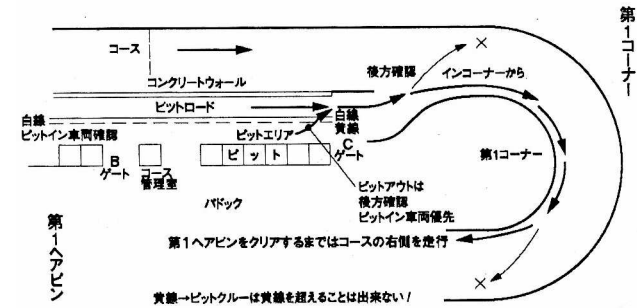 第1コーナー
コース
コンクリートウォール
後方確認
インコーナーから
ピットロード
白線
白線
黄線
ピットイン車両確認
ピットエリア
C
ゲート
B
ゲート
コース
管理室
ピット
第1コーナー
ピットアウトは
後方確認
ピットイン車両優先
パドック
第1ヘアピン
第1ヘアピンをクリアするまではコースの右側を走行
黄線→ピットクルーは黄線を超えることは出来ない!